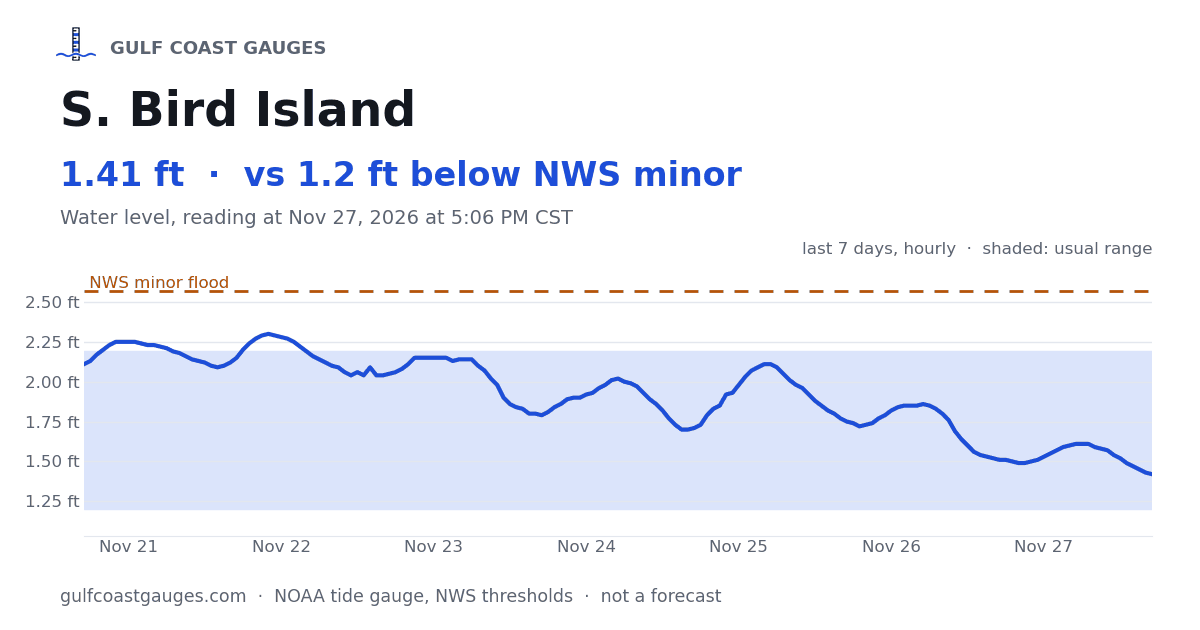 GULF COAST GAUGES
S. Bird Island
1.41 ft · vs 1.2 ft below NWS minor
Water level, reading at Nov 27, 2026 at 5:06 PM CST
last 7 days, hourly · shaded: usual range
NWS minor flood
2.50 ft
2.25 ft
2.00 ft
1.75 ft
1.50 ft
1.25 ft
Nov 21 Nov 22 Nov 23 Nov 24 Nov 25 Nov 26 Nov 27
gulfcoastgauges.com · NOAA tide gauge, NWS thresholds · not a forecast